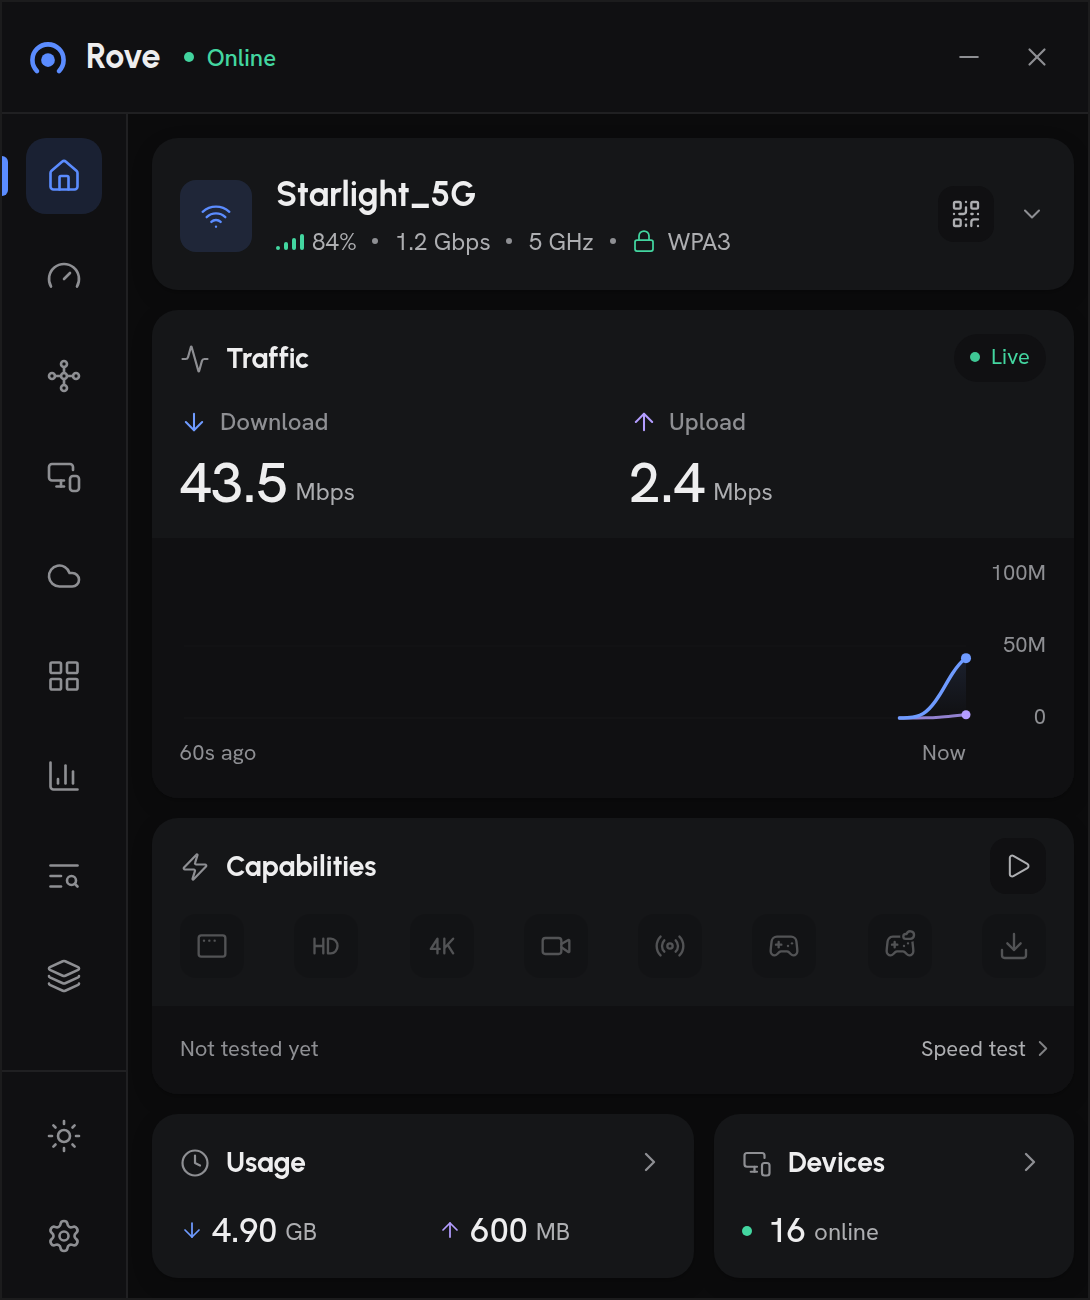 Rove • Online
Starlight_5G
84% • 1.2 Gbps • 5 GHz • WPA3
Traffic
Live
Download
Upload
43.5 Mbps
2.4 Mbps
100M
50M
0
60s ago
Now
Capabilities
HD
4K
Not tested yet
Speed test
Usage
Devices
4.90 GB
600 MB
16 online